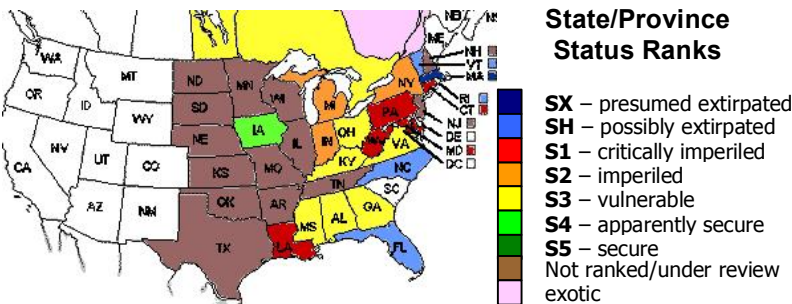 State/Province
Status Ranks
SX – presumed extirpated
SH – possibly extirpated
S1 – critically imperiled
S2 – imperiled
S3 – vulnerable
S4 – apparently secure
S5 – secure
Not ranked/under review
exotic
NB
ME
WA
MT
ND
MN
NH
VT
MA
OR
ID
WY
SD
WI
MI
NY
RI
CT
NV
UT
CO
NE
IA
IL
IN
OH
PA
NJ
DE
MD
DC
CA
AZ
NM
KS
MO
KY
VA
OK
AR
TN
NC
SC
TX
LA
MS
AL
GA
FL